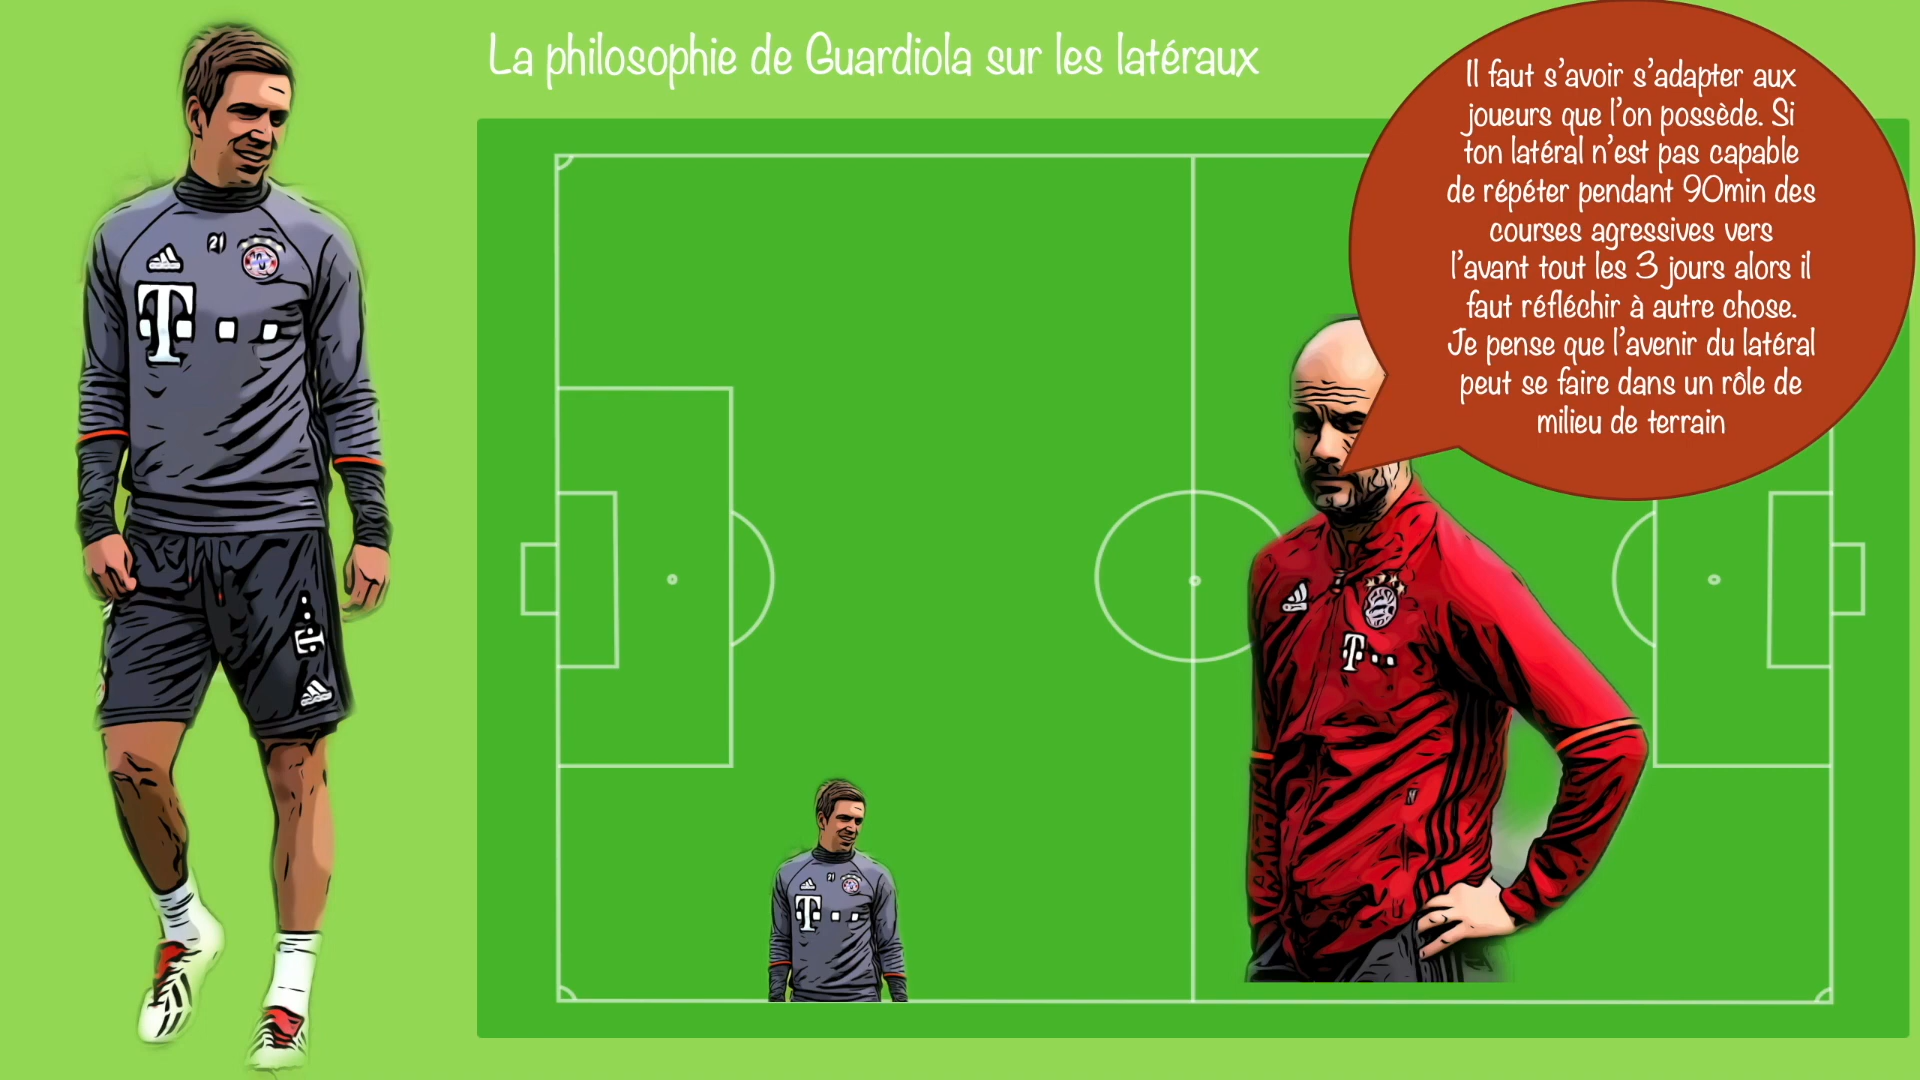 La philosophie de Guardiola sur les latéraux
Il faut s'avoir s'adapter aux
joueurs que l'on possède. Si
ton latéral n'est pas capable
de répéter pendant 90min des
courses agressives vers
l'avant tout les 3 jours alors il
faut réfléchir à autre chose.
Je pense que l'avenir du latéral
peut se faire dans un rôle de
milieu de terrain
21
T
T
21
T